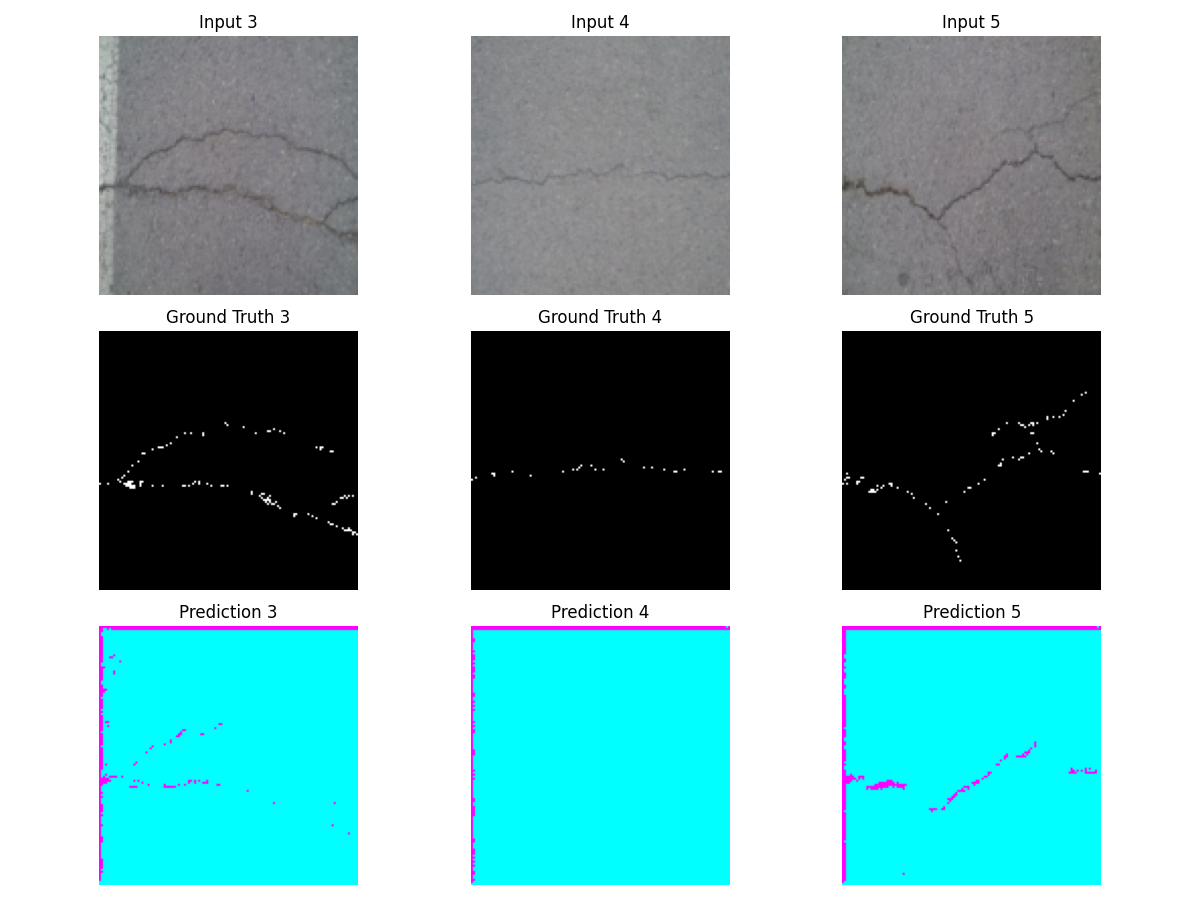 Input 3
Input 4
Input 5
Ground Truth 3
Ground Truth 4
Ground Truth 5
Prediction 3
Prediction 4
Prediction 5